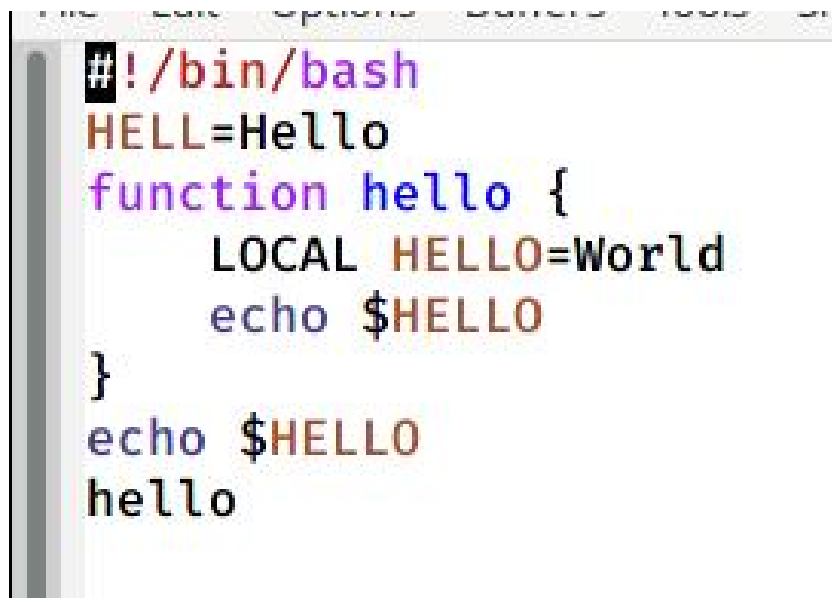 #!/bin/bash
HELL=Hello
function hello {
LOCAL HELLO=World
echo $HELLO
}
echo $HELLO
hello